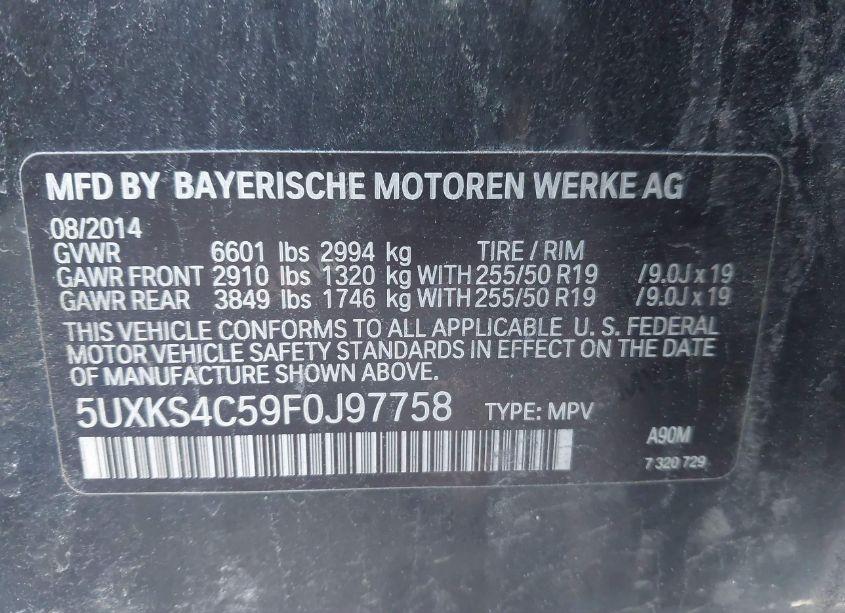 MFD BY BAYERISCHE MOTOREN WERKE AG
08/2014
GVWR 6601 lbs 2994 kg TIRE / RIM
GAWR FRONT 2910 lbs 1320 kg WITH 255/50 R19 /9.0J x 19
GAWR REAR 3849 lbs 1746 kg WITH 255/50 R19 /9.0J x 19
THIS VEHICLE CONFORMS TO ALL APPLICABLE U. S. FEDERAL
MOTOR VEHICLE SAFETY STANDARDS IN EFFECT ON THE DATE
OF MANUFACTURE SHOWN ABOVE.
5UXKS4C59F0J97758 TYPE: MPV
A90M
7 320 729